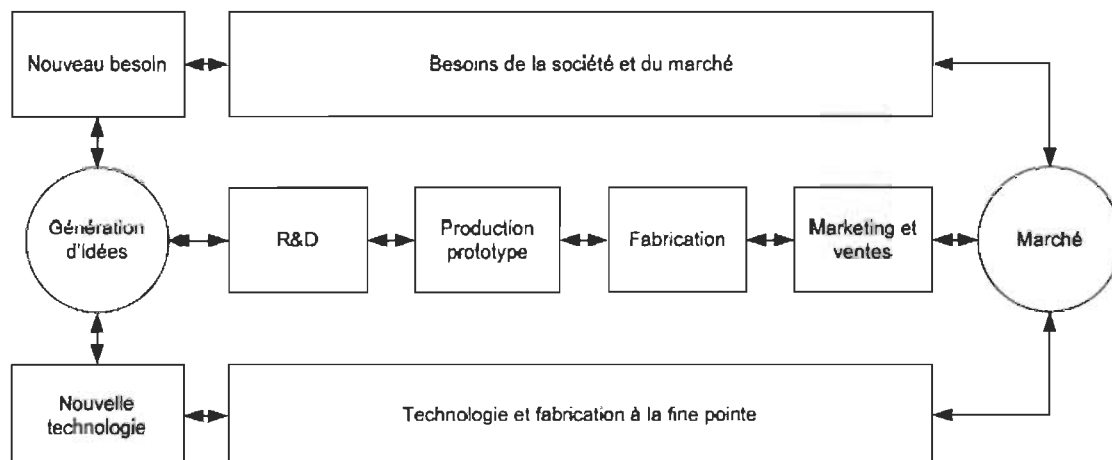 Nouveau besoin
Besoins de la société et du marché
Génération
d'idées
R&D
Production
prototype
Fabrication
Marketing et
ventes
Marché
Nouvelle
technologie
Technologie et fabrication à la fine pointe